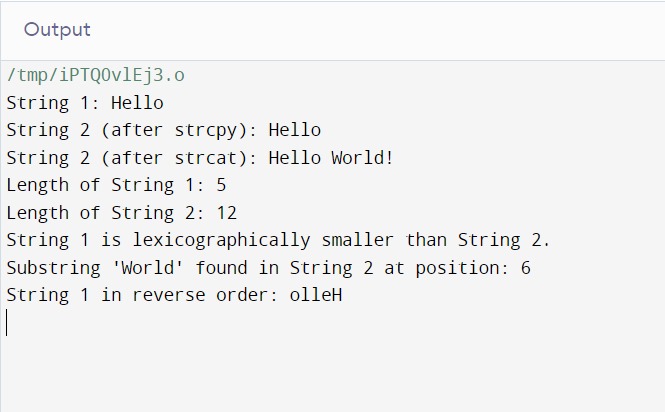 Output
/tmp/iPTQOvlEj3.o
String 1: Hello
String 2 (after strcpy): Hello
String 2 (after strcat): Hello World!
Length of String 1: 5
Length of String 2: 12
String 1 is lexicographically smaller than String 2.
Substring 'World' found in String 2 at position: 6
String 1 in reverse order: olleH